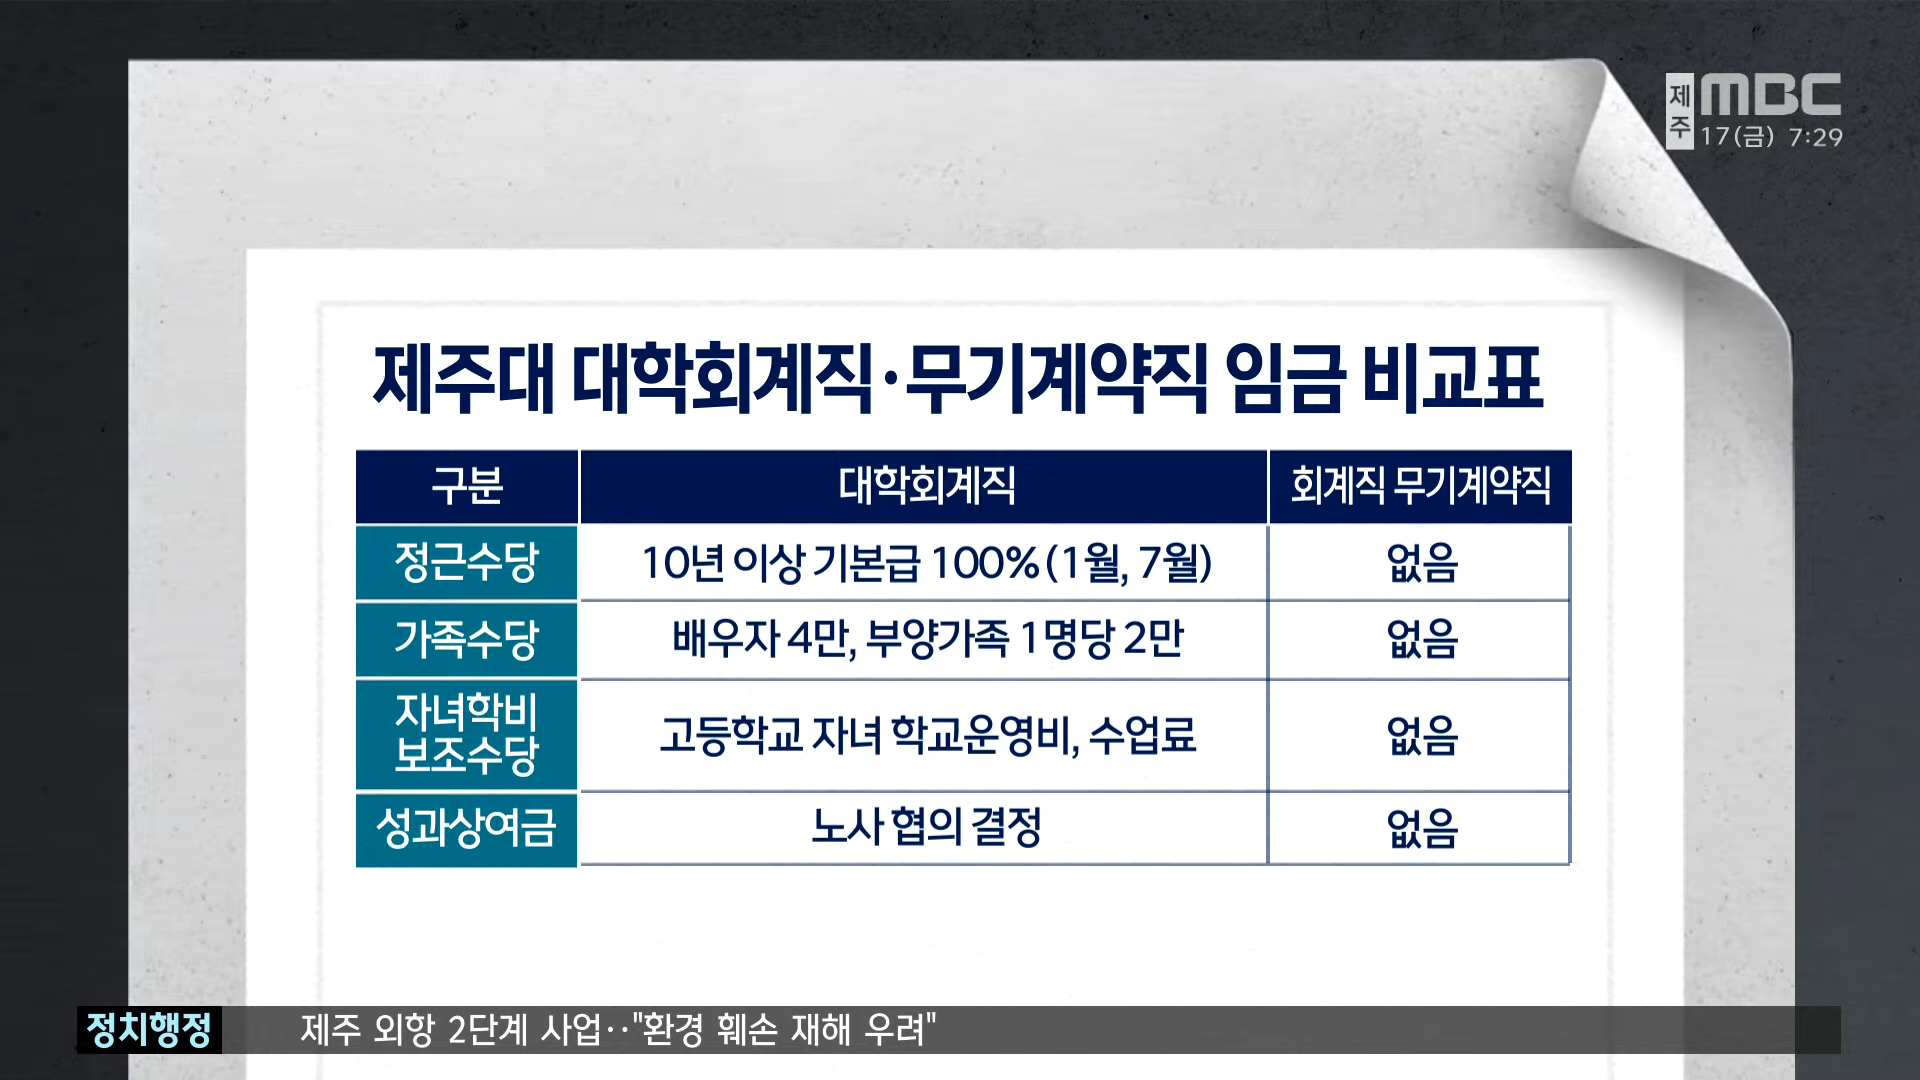 제주 MBC
17(금) 7:29
제주대 대학회계직·무기계약직 임금 비교표
구분 대학회계직 회계직 무기계약직
정근수당 10년 이상 기본급 100%(1월, 7월) 없음
가족수당 배우자 4만, 부양가족 1명당 2만 없음
자녀학비
보조수당 고등학교 자녀 학교운영비, 수업료 없음
성과상여금 노사 협의 결정 없음
정치행정 제주 외항 2단계 사업‥"환경 훼손 재해 우려"